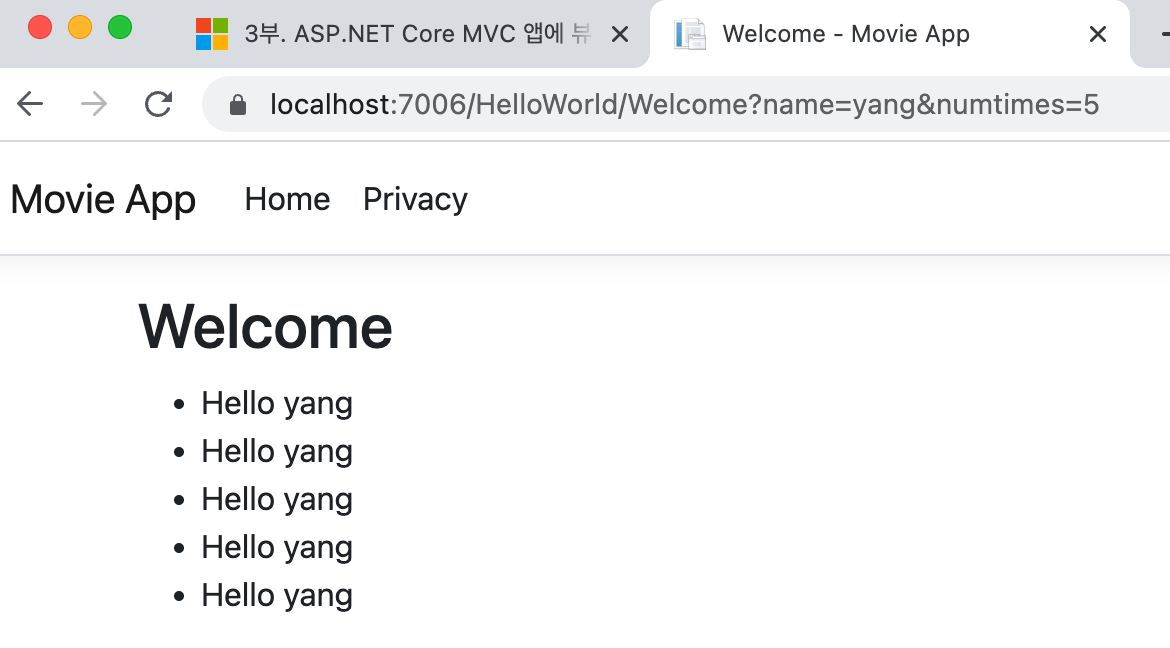 3부. ASP.NET Core MVC 앱에 뷰
Welcome - Movie App
localhost:7006/HelloWorld/Welcome?name=yang&numtimes=5
Movie App Home Privacy
Welcome
• Hello yang
• Hello yang
• Hello yang
• Hello yang
• Hello yang